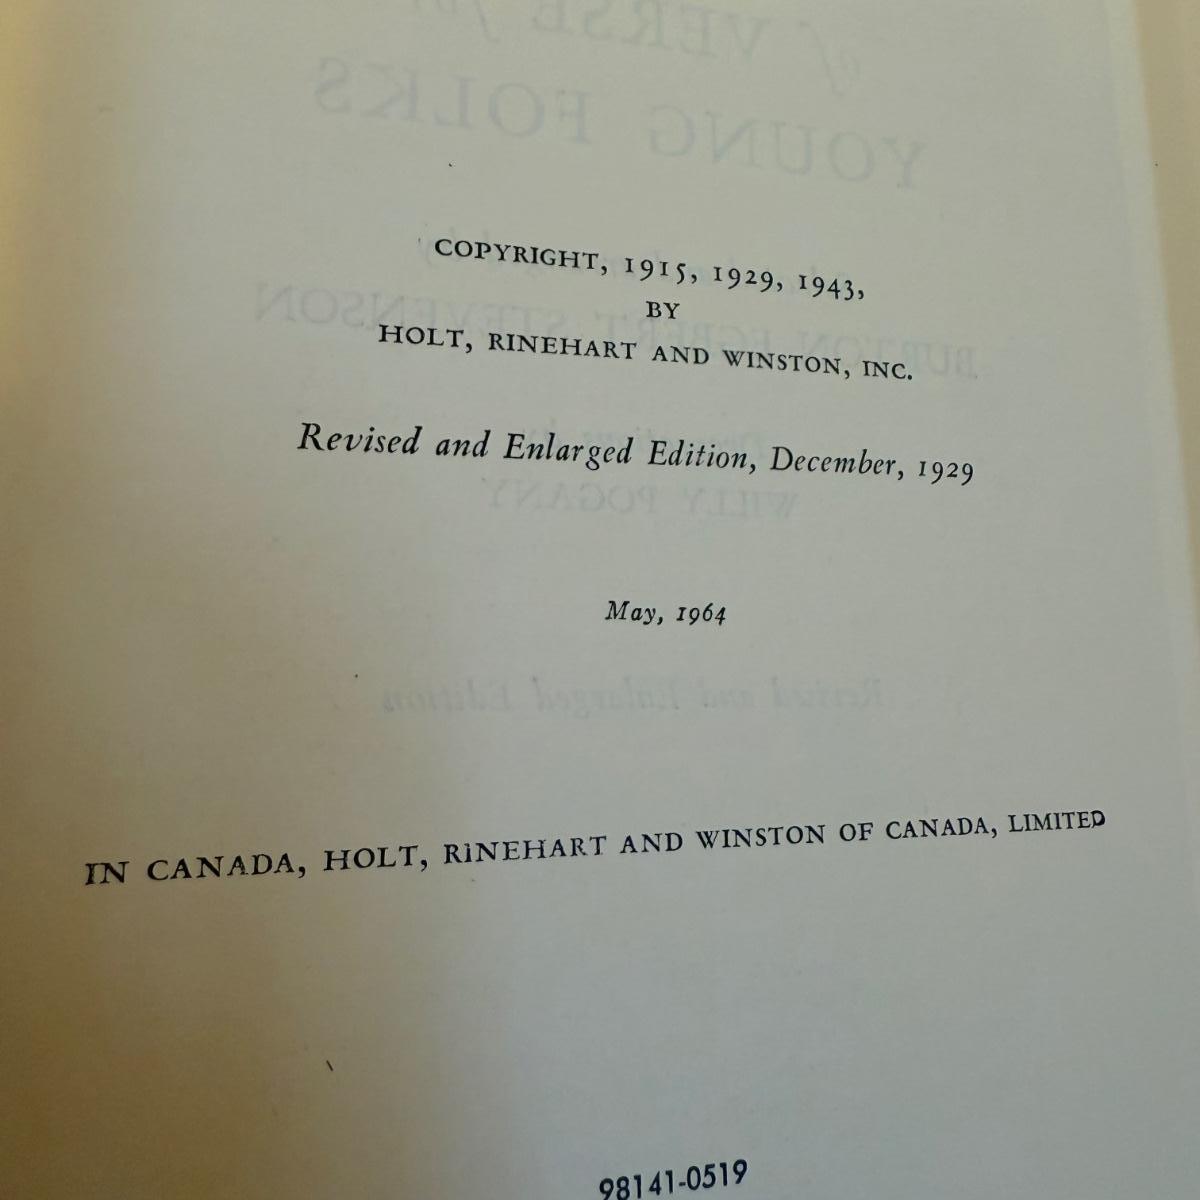 COPYRIGHT, 1915, 1929, 1943,
BY
HOLT, RINEHART AND WINSTON, INC.
Revised and Enlarged Edition, December, 1929
May, 1964
IN CANADA, HOLT, RINEHART AND WINSTON OF CANADA, LIMITED
98141-0519